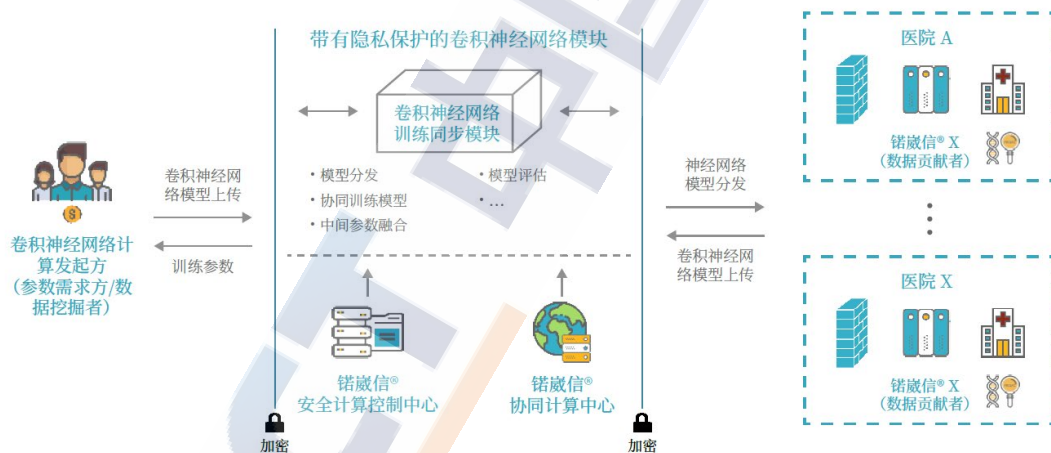 带有隐私保护的卷积神经网络模块
卷积神经网络
训练同步模块
• 模型分发
• 协同训练模型
• 中间参数融合
• 模型评估
• …
卷积神经网
络模型上传
训练参数
卷积神经网络计
算发起方
(参数需求方/数
据挖掘者)
锘崴信®
安全计算控制中心
锘崴信®
协同计算中心
加密
加密
神经网络
模型分发
卷积神经网
络模型上传
医院 A
锘崴信® X
(数据贡献者)
医院 X
锘崴信® X
(数据贡献者)